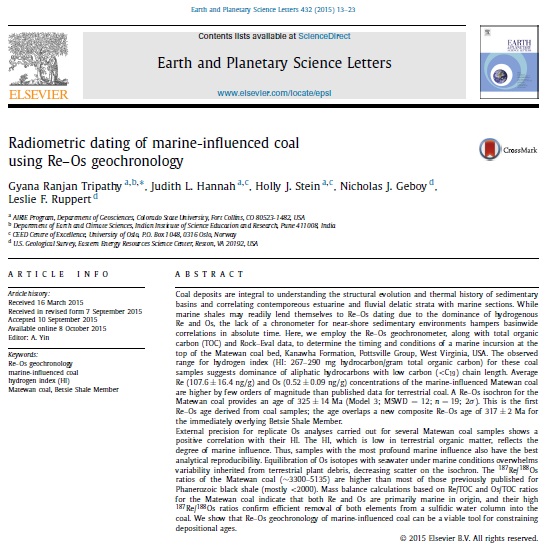 Earth and Planetary Science Letters 432 (2015) 13–23
Contents lists available at ScienceDirect
Earth and Planetary Science Letters
www.elsevier.com/locate/epsl
ELSEVIER
EARTH
Radiometric dating of marine-influenced coal
using Re–Os geochronology
CrossMark
Gyana Ranjan Tripathy a,b,*, Judith L. Hannah a,c, Holly J. Stein a,c, Nicholas J. Geboy d,
Leslie F. Ruppert d
a AIRIE Program, Department of Geosciences, Colorado State University, Fort Collins, CO 80523-1482, USA
b Department of Earth and Climate Sciences, Indian Institute of Science Education and Research, Pune 411008, India
c CEED Centre of Excellence, University of Oslo, P.O. Box 1048, 0316 Oslo, Norway
d U.S. Geological Survey, Eastern Energy Resources Science Center, Reston, VA 20192, USA
ARTICLE INFO
Article history:
Received 16 March 2015
Received in revised form 7 September 2015
Accepted 10 September 2015
Available online 8 October 2015
Editor: A. Yin
Keywords:
Re–Os geochronology
marine-influenced coal
hydrogen index (HI)
Matewan coal, Betsie Shale Member
ABSTRACT
Coal deposits are integral to understanding the structural evolution and thermal history of sedimentary
basins and correlating contemporeous estuarine and fluvial delatic strata with marine sections. While
marine shales may readily lend themselves to Re–Os dating due to the dominance of hydrogenous
Re and Os, the lack of a chronometer for near-shore sedimentary environments hampers basinwide
correlations in absolute time. Here, we employ the Re–Os geochronometer, along with total organic
carbon (TOC) and Rock–Eval data, to determine the timing and conditions of a marine incursion at the
top of the Matewan coal bed, Kanawha Formation, Pottsville Group, West Virginia, USA. The observed
range for hydrogen index (HI: 267–290 mg hydrocarbon/gram total organic carbon) for these coal
samples suggests dominance of aliphatic hydrocarbons with low carbon (<C19) chain length. Average
Re (107.6 ± 16.4 ng/g) and Os (0.52 ± 0.09 ng/g) concentrations of the marine-influenced Matewan coal
are higher by few orders of magnitude than published data for terrestrial coal. A Re–Os isochron for the
Matewan coal provides an age of 325 ± 14 Ma (Model 3; MSWD = 12; n = 19; 2σ). This is the first
Re–Os age derived from coal samples; the age overlaps a new composite Re–Os age of 317 ± 2 Ma for
the immediately overlying Betsie Shale Member.
External precision for replicate Os analyses carried out for several Matewan coal samples shows a
positive correlation with their HI. The HI, which is low in terrestrial organic matter, reflects the
degree of marine influence. Thus, samples with the most profound marine influence also have the best
analytical reproducibility. Equilibration of Os isotopes with seawater under marine conditions overwhelms
variability inherited from terrestrial plant debris, decreasing scatter on the isochron. The 187Re/188Os
ratios of the Matewan coal (∼3300–5135) are higher than most of those previously published for
Phanerozoic black shale (mostly <2000). Mass balance calculations based on Re/TOC and Os/TOC ratios
for the Matewan coal indicate that both Re and Os are primarily marine in origin, and their high
187Re/188Os ratios confirm efficient removal of both elements from a sulfidic water column into the
coal. We show that Re–Os geochronology of marine-influenced coal can be a viable tool for constraining
depositional ages.
© 2015 Elsevier B.V. All rights reserved.